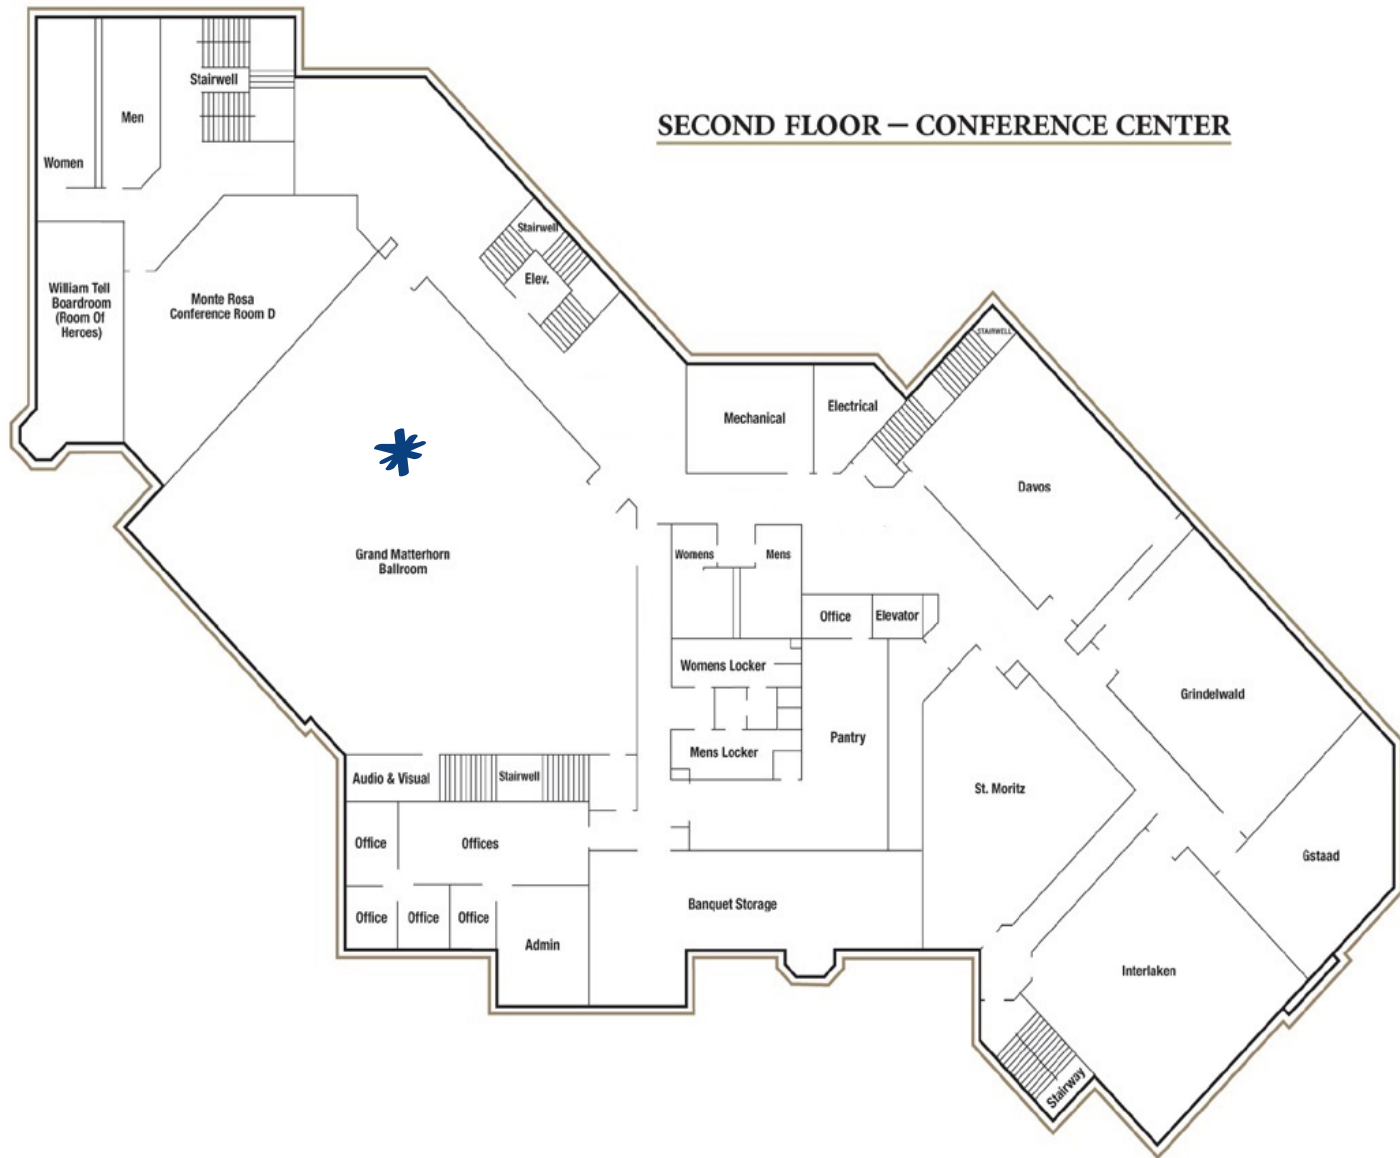 SECOND FLOOR – CONFERENCE CENTER
Stairwell
Men
Women
Stairwell
Elev.
William Tell
Boardroom
(Room Of
Heroes)
Monte Rosa
Conference Room D
STAIRWELL
Mechanical
Electrical
Davos
Grand Matterhorn
Ballroom
Womens
Mens
Office
Elevator
Womens Locker
Grindelwald
Mens Locker
Pantry
Audio & Visual
Stairwell
St. Moritz
Office
Offices
Gstaad
Office
Office
Office
Banquet Storage
Admin
Interlaken
Stairway